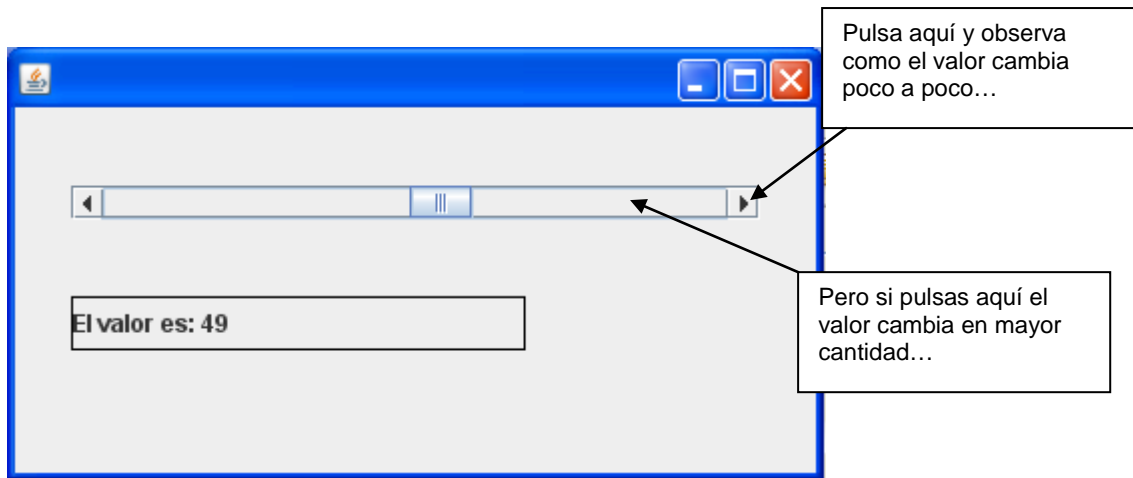 Pulsa aquí y observa
como el valor cambia
poco a poco…
El valor es: 49
Pero si pulsas aquí el
valor cambia en mayor
cantidad…